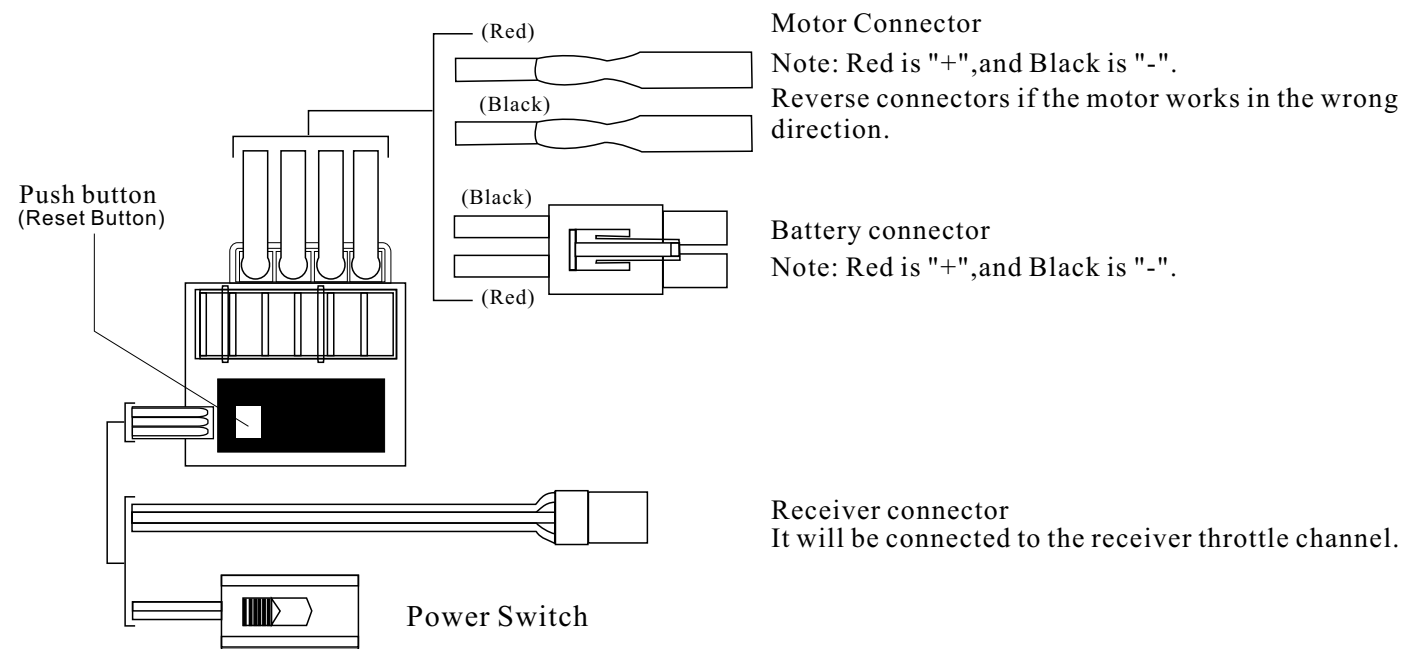 (Red)
Motor Connector
Note: Red is "+",and Black is "-".
Reverse connectors if the motor works in the wrong
direction.
(Black)
Push button
(Reset Button)
(Black)
Battery connector
Note: Red is "+",and Black is "-".
(Red)
Receiver connector
It will be connected to the receiver throttle channel.
Power Switch